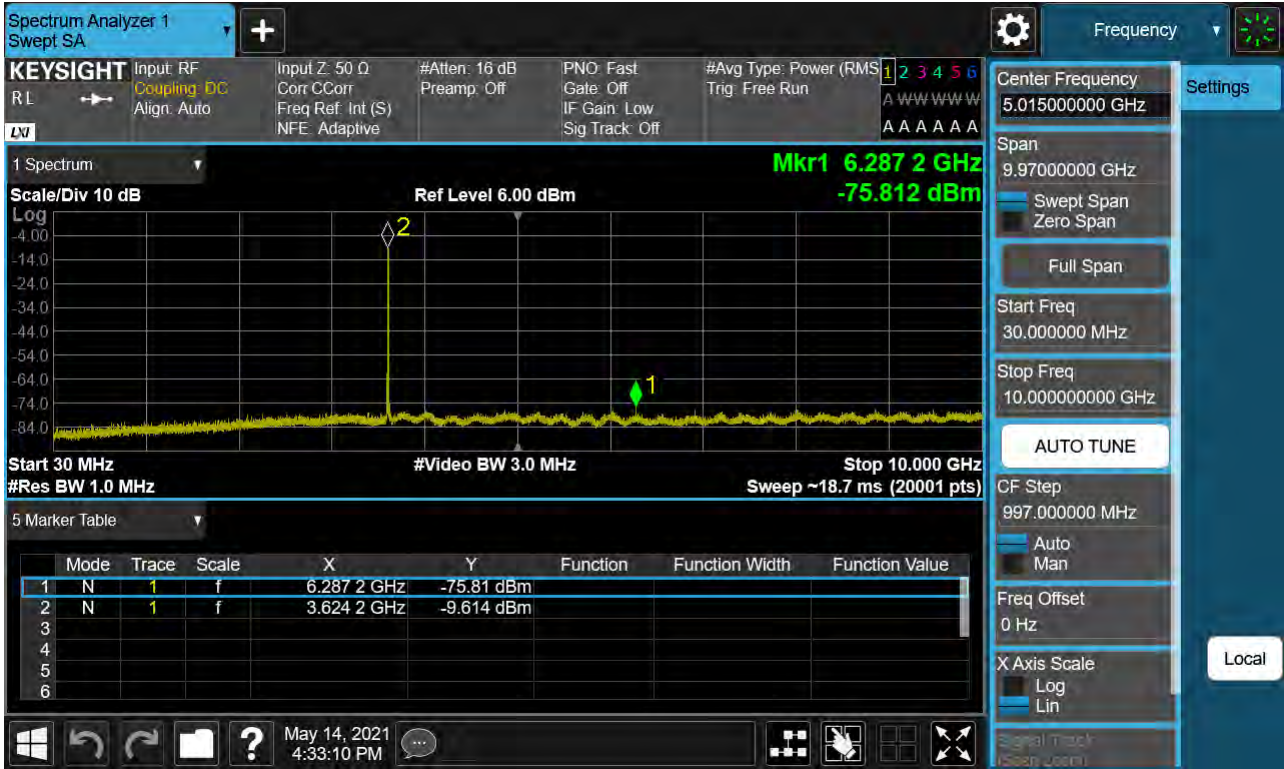 Spectrum Analyzer 1
Swept SA
Frequency
KEYSIGHT
RL
LXI
Input: RF
Coupling: DC
Align: Auto
Input Z: 50 Ω
Corr CCorr
Freq Ref: Int (S)
NFE: Adaptive
#Atten: 16 dB
Preamp: Off
PNO: Fast
Gate: Off
IF Gain: Low
Sig Track: Off
#Avg Type: Power (RMS
Trig: Free Run
1 2 3 4 5 6
A W W W W W
A A A A A A
1 Spectrum
Mkr1 6.287 2 GHz
-75.812 dBm
Scale/Div 10 dB
Ref Level 6.00 dBm
Log
-4.00
-14.0
-24.0
-34.0
-44.0
-54.0
-64.0
-74.0
-84.0
2
1
Start 30 MHz
#Video BW 3.0 MHz
Stop 10.000 GHz
#Res BW 1.0 MHz
Sweep ~18.7 ms (20001 pts)
5 Marker Table
Mode Trace Scale X Y Function Function Width Function Value
1 N 1 f 6.287 2 GHz -75.81 dBm
2 N 1 f 3.624 2 GHz -9.614 dBm
3
4
5
6
May 14, 2021
4:33:10 PM
?
Center Frequency
5.015000000 GHz
Settings
Span
9.97000000 GHz
Swept Span
Zero Span
Full Span
Start Freq
30.000000 MHz
Stop Freq
10.000000000 GHz
AUTO TUNE
CF Step
997.000000 MHz
Auto
Man
Freq Offset
0 Hz
X Axis Scale
Log
Lin
Local
Signal Track
(Span Zoom)